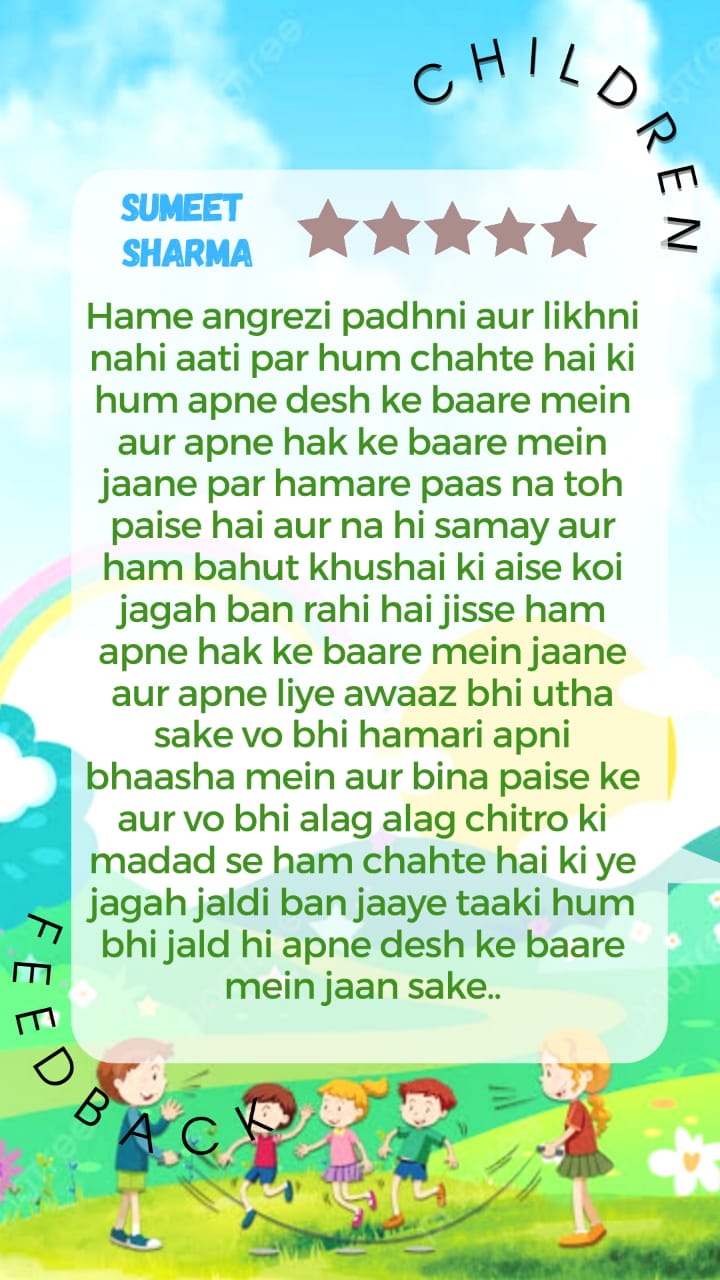 CHILDREN
SUMEET
SHARMA
Hame angrezi padhni aur likhni
nahi aati par hum chahte hai ki
hum apne desh ke baare mein
aur apne hak ke baare mein
jaane par hamare paas na toh
paise hai aur na hi samay aur
ham bahut khushai ki aise koi
jagah ban rahi hai jisse ham
apne hak ke baare mein jaane
aur apne liye awaaz bhi utha
sake vo bhi hamari apni
bhaasha mein aur bina paise ke
aur vo bhi alag alag chitro ki
madad se ham chahte hai ki ye
jagah jaldi ban jaaye taaki hum
bhi jald hi apne desh ke baare
mein jaan sake..
FEEDBACK